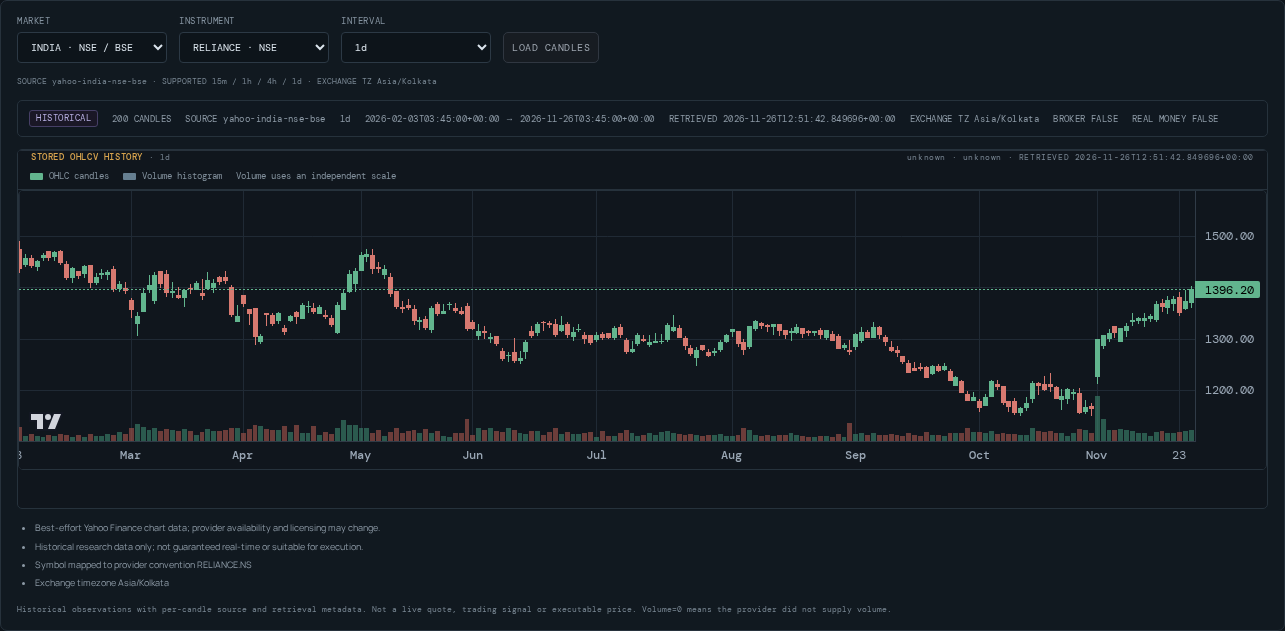 MARKET INSTRUMENT INTERVAL
INDIA · NSE / BSE RELIANCE · NSE 1d LOAD CANDLES
SOURCE yahoo-india-nse-bse · SUPPORTED 15m / 1h / 4h / 1d · EXCHANGE TZ Asia/Kolkata
HISTORICAL 200 CANDLES SOURCE yahoo-india-nse-bse 1d 2026-02-03T03:45:00+00:00 → 2026-11-26T03:45:00+00:00 RETRIEVED 2026-11-26T12:51:42.849696+00:00 EXCHANGE TZ Asia/Kolkata BROKER FALSE REAL MONEY FALSE
STORED OHLCV HISTORY · 1d unknown · unknown · RETRIEVED 2026-11-26T12:51:42.849696+00:00
OHLC candles Volume histogram Volume uses an independent scale
1500.00
1396.20
1300.00
1200.00
Mar Apr May Jun Jul Aug Sep Oct Nov 23
Best-effort Yahoo Finance chart data; provider availability and licensing may change.
Historical research data only; not guaranteed real-time or suitable for execution.
Symbol mapped to provider convention RELIANCE.NS
Exchange timezone Asia/Kolkata
Historical observations with per-candle source and retrieval metadata. Not a live quote, trading signal or executable price. Volume=0 means the provider did not supply volume.